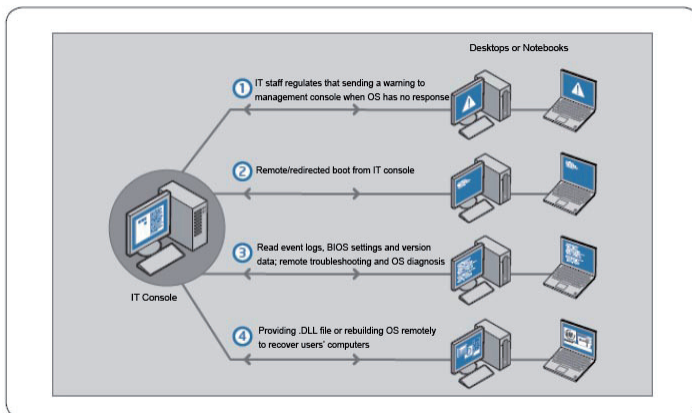 Desktops or Notebooks
1 IT staff regulates that sending a warning to
management console when OS has no response
2 Remote/redirected boot from IT console
3 Read event logs, BIOS settings and version
data; remote troubleshooting and OS diagnosis
IT Console
4 Providing .DLL file or rebuilding OS remotely
to recover users' computers